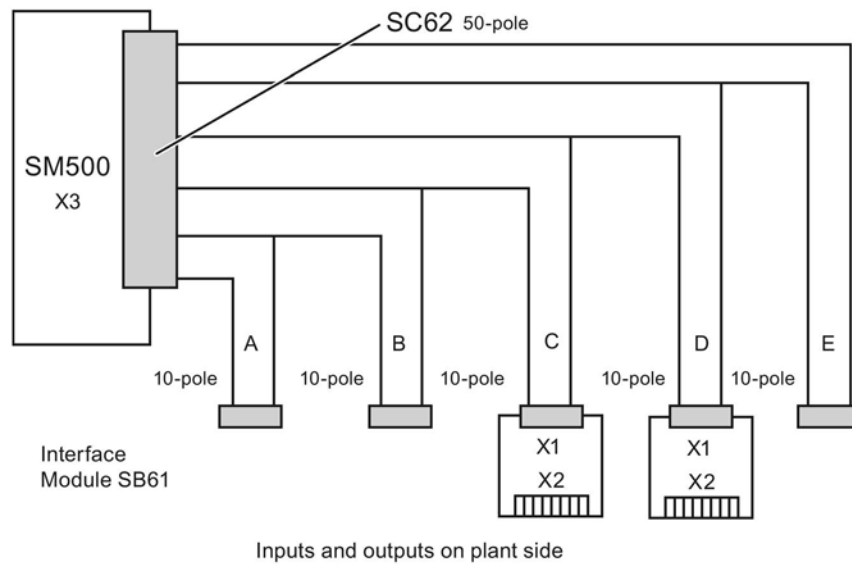 SC62 50-pole
SM500
X3
A
B
C
D
E
10-pole
10-pole
10-pole
10-pole
10-pole
Interface
Module SB61
X1
X2
X1
X2
Inputs and outputs on plant side